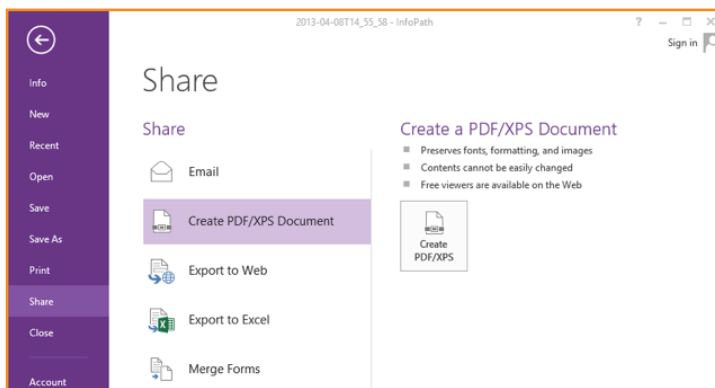 2013-04-08T14_55_58 - InfoPath
?
Sign in
Info
New
Recent
Open
Save
Save As
Print
Share
Close
Account
Share
Share
Email
Create PDF/XPS Document
Export to Web
Export to Excel
Merge Forms
Create a PDF/XPS Document
Preserves fonts, formatting, and images
Contents cannot be easily changed
Free viewers are available on the Web
Create
PDF/XPS